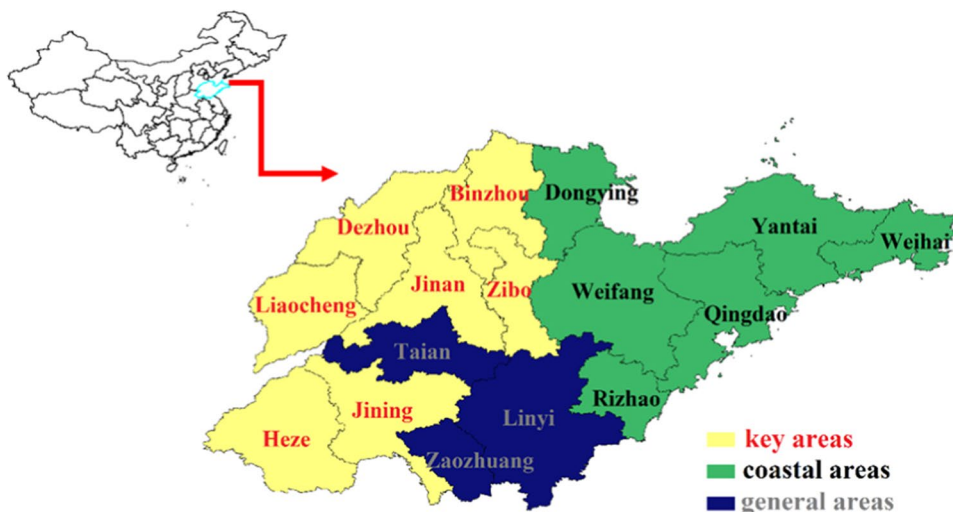 Binzhou
Dongying
Dezhou
Yantai
Weihai
Jinan
Zibo
Weifang
Liaocheng
Qingdao
Taian
Rizhao
Jining
Linyi
Heze
Zaozhuang
key areas
coastal areas
general areas